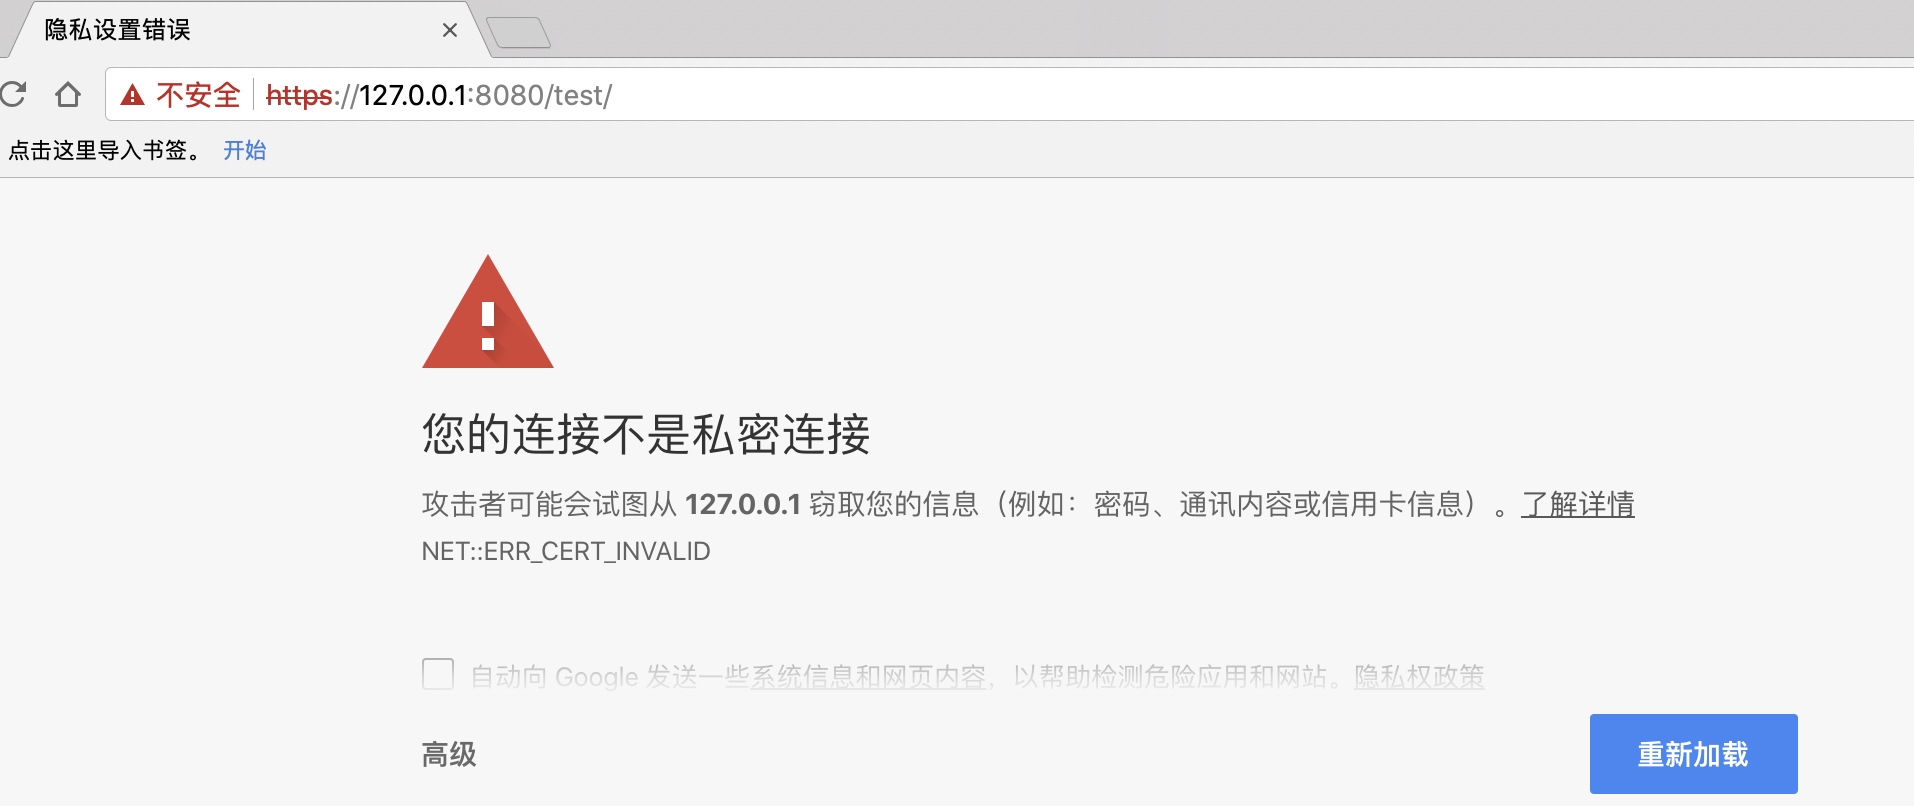 隐私设置错误
不安全 https://127.0.0.1:8080/test/
点击这里导入书签。 开始
您的连接不是私密连接
攻击者可能会试图从 127.0.0.1 窃取您的信息（例如：密码、通讯内容或信用卡信息）。了解详情
NET::ERR_CERT_INVALID
自动向 Google 发送一些系统信息和网页内容，以帮助检测危险应用和网站。隐私权政策
高级
重新加载